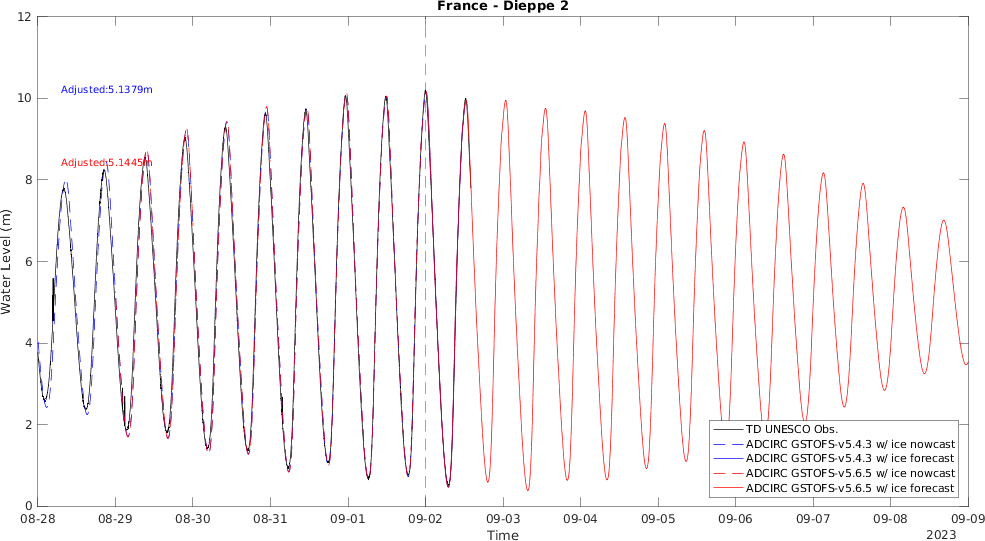 France - Dieppe 2
12
10
8
6
4
2
0
Water Level (m)
Adjusted:5.1379m
Adjusted:5.1445m
TD UNESCO Obs.
ADCIRC GSTOFS-v5.4.3 w/ ice nowcast
ADCIRC GSTOFS-v5.4.3 w/ ice forecast
ADCIRC GSTOFS-v5.6.5 w/ ice nowcast
ADCIRC GSTOFS-v5.6.5 w/ ice forecast
08-28 08-29 08-30 08-31 09-01 09-02 09-03 09-04 09-05 09-06 09-07 09-08 09-09
Time
2023